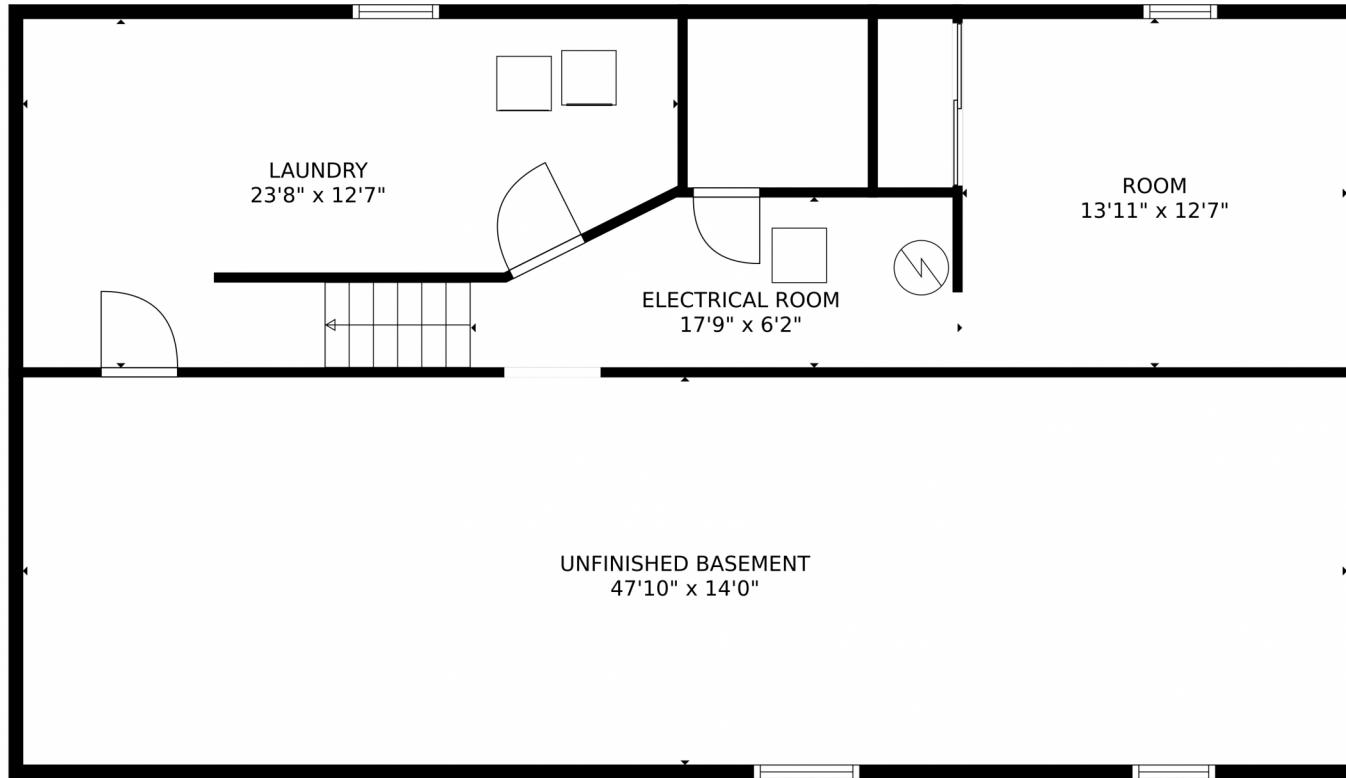 LAUNDRY
23'8" x 12'7"
ROOM
13'11" x 12'7"
ELECTRICAL ROOM
17'9" x 6'2"
UNFINISHED BASEMENT
47'10" x 14'0"